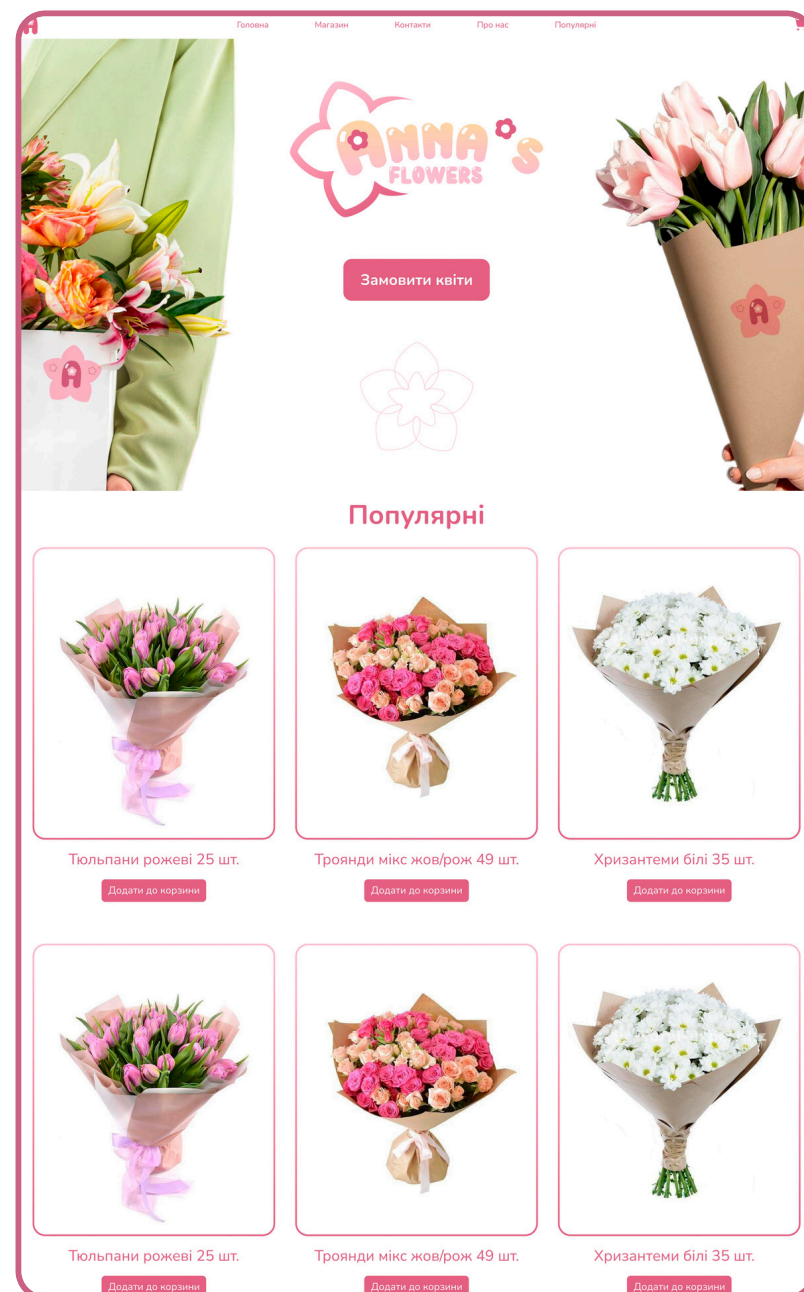 Головна Магазин Контакти Про нас Популярні
ANNA'S
FLOWERS
Замовити квіти
A
A
Популярні
Тюльпани рожеві 25 шт. Троянди мікс жов/рож 49 шт. Хризантеми білі 35 шт.
Додати до корзини Додати до корзини Додати до корзини
Тюльпани рожеві 25 шт. Троянди мікс жов/рож 49 шт. Хризантеми білі 35 шт.
Додати до корзини Додати до корзини Додати до корзини